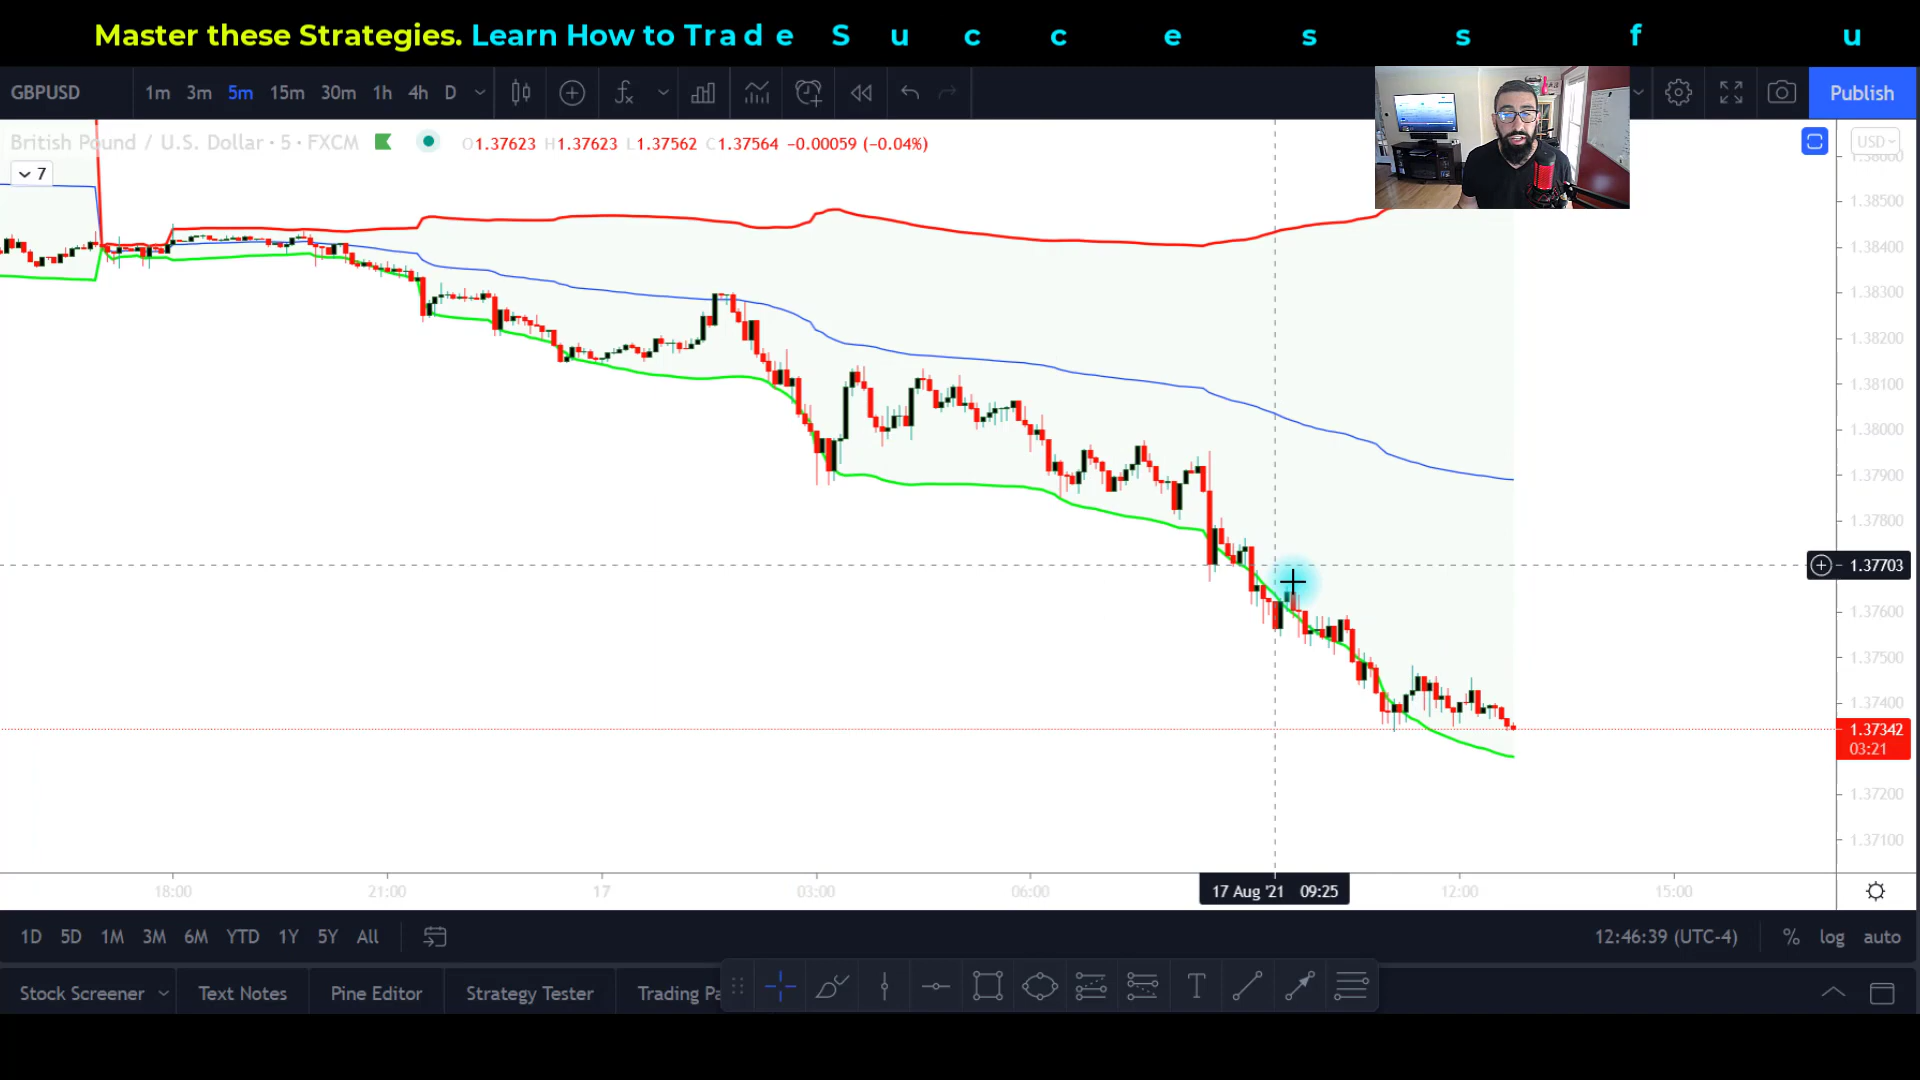 Master these Strategies. Learn How to Trade S u c c e s s f u
GBPUSD 1m 3m 5m 15m 30m 1h 4h D Publish
British Pound / U.S. Dollar · 5 · FXCM O1.37623 H1.37623 L1.37562 C1.37564 −0.00059 (−0.04%) USD
7
1.38600
1.38500
1.38400
1.38300
1.38200
1.38100
1.38000
1.37900
1.37800
1.37703
1.37600
1.37500
1.37400
1.37342
03:21
1.37200
1.37100
18:00 21:00 17 03:00 06:00 17 Aug '21 09:25 12:00 15:00
1D 5D 1M 3M 6M YTD 1Y 5Y All 12:46:39 (UTC-4) % log auto
Stock Screener Text Notes Pine Editor Strategy Tester Trading Pa
T